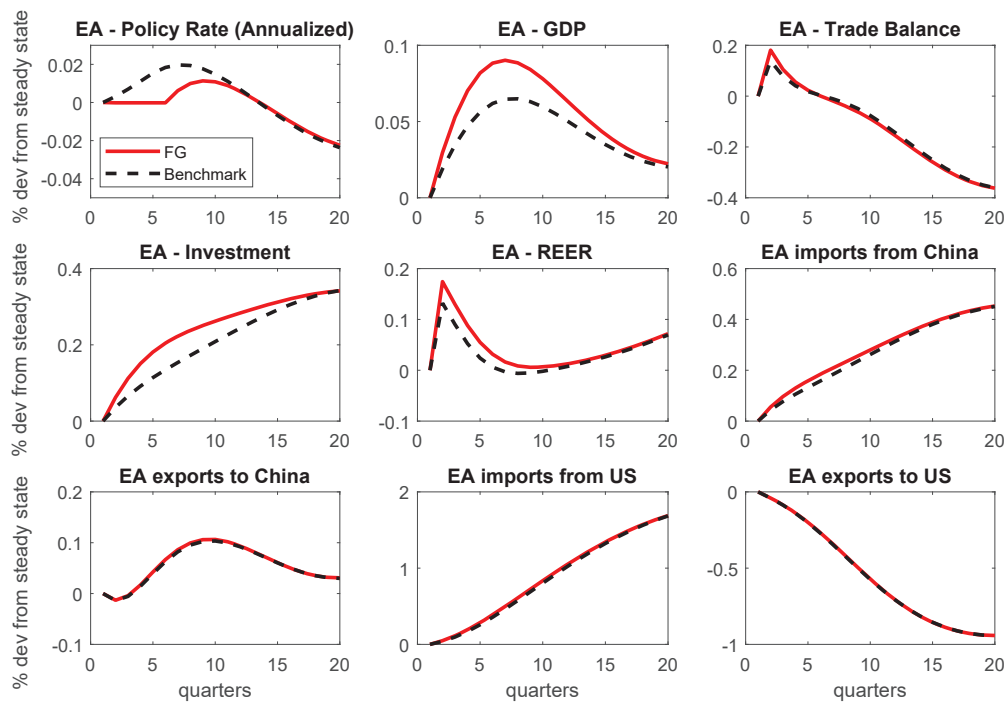 EA - Policy Rate (Annualized)
EA - GDP
EA - Trade Balance
% dev from steady state
0.02
0
-0.02
-0.04
FG
Benchmark
0 5 10 15 20
0.1
0.05
0
0 5 10 15 20
0.2
0
-0.2
-0.4
0 5 10 15 20
EA - Investment
EA - REER
EA imports from China
% dev from steady state
0.4
0.2
0
0 5 10 15 20
0.2
0.1
0
-0.1
0 5 10 15 20
0.6
0.4
0.2
0
0 5 10 15 20
EA exports to China
EA imports from US
EA exports to US
% dev from steady state
0.2
0.1
0
-0.1
0 5 10 15 20
quarters
2
1
0
0 5 10 15 20
quarters
0
-0.5
-1
0 5 10 15 20
quarters